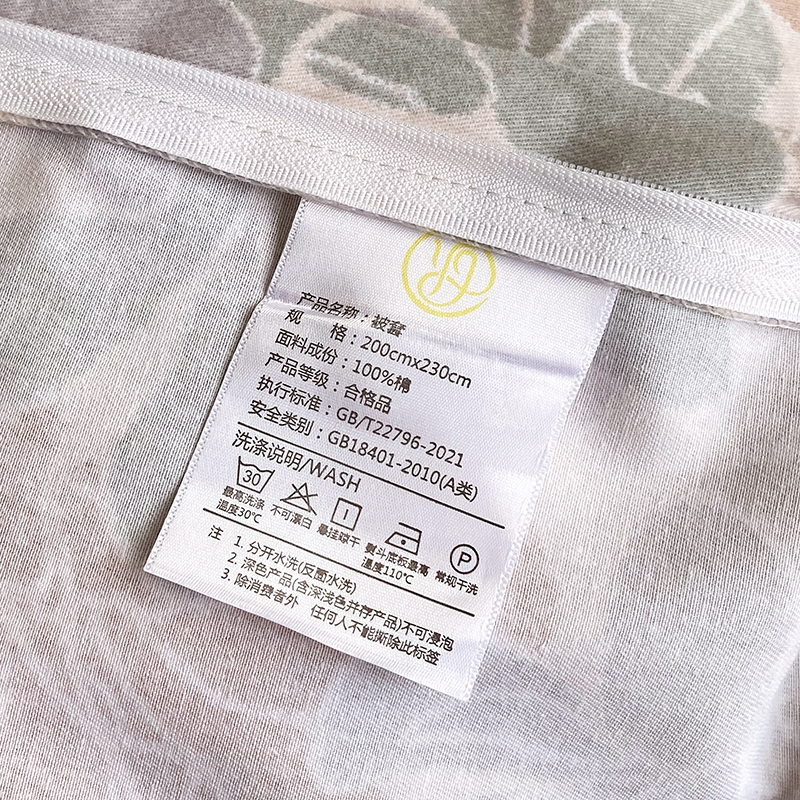 产品名称：被套
规 格：200cmx230cm
面料成份：100%棉
产品等级：合格品
执行标准：GB/T22796-2021
安全类别：GB18401-2010(A类)
洗涤说明/WASH
30
P
最高洗涤温度30℃
不可漂白
悬挂晾干
熨斗底板最高温度110℃
常规干洗
注 1. 分开水洗(反面水洗)
2. 深色产品(含深浅色并存产品)不可浸泡
3. 除消费者外 任何人不能撕除此标签